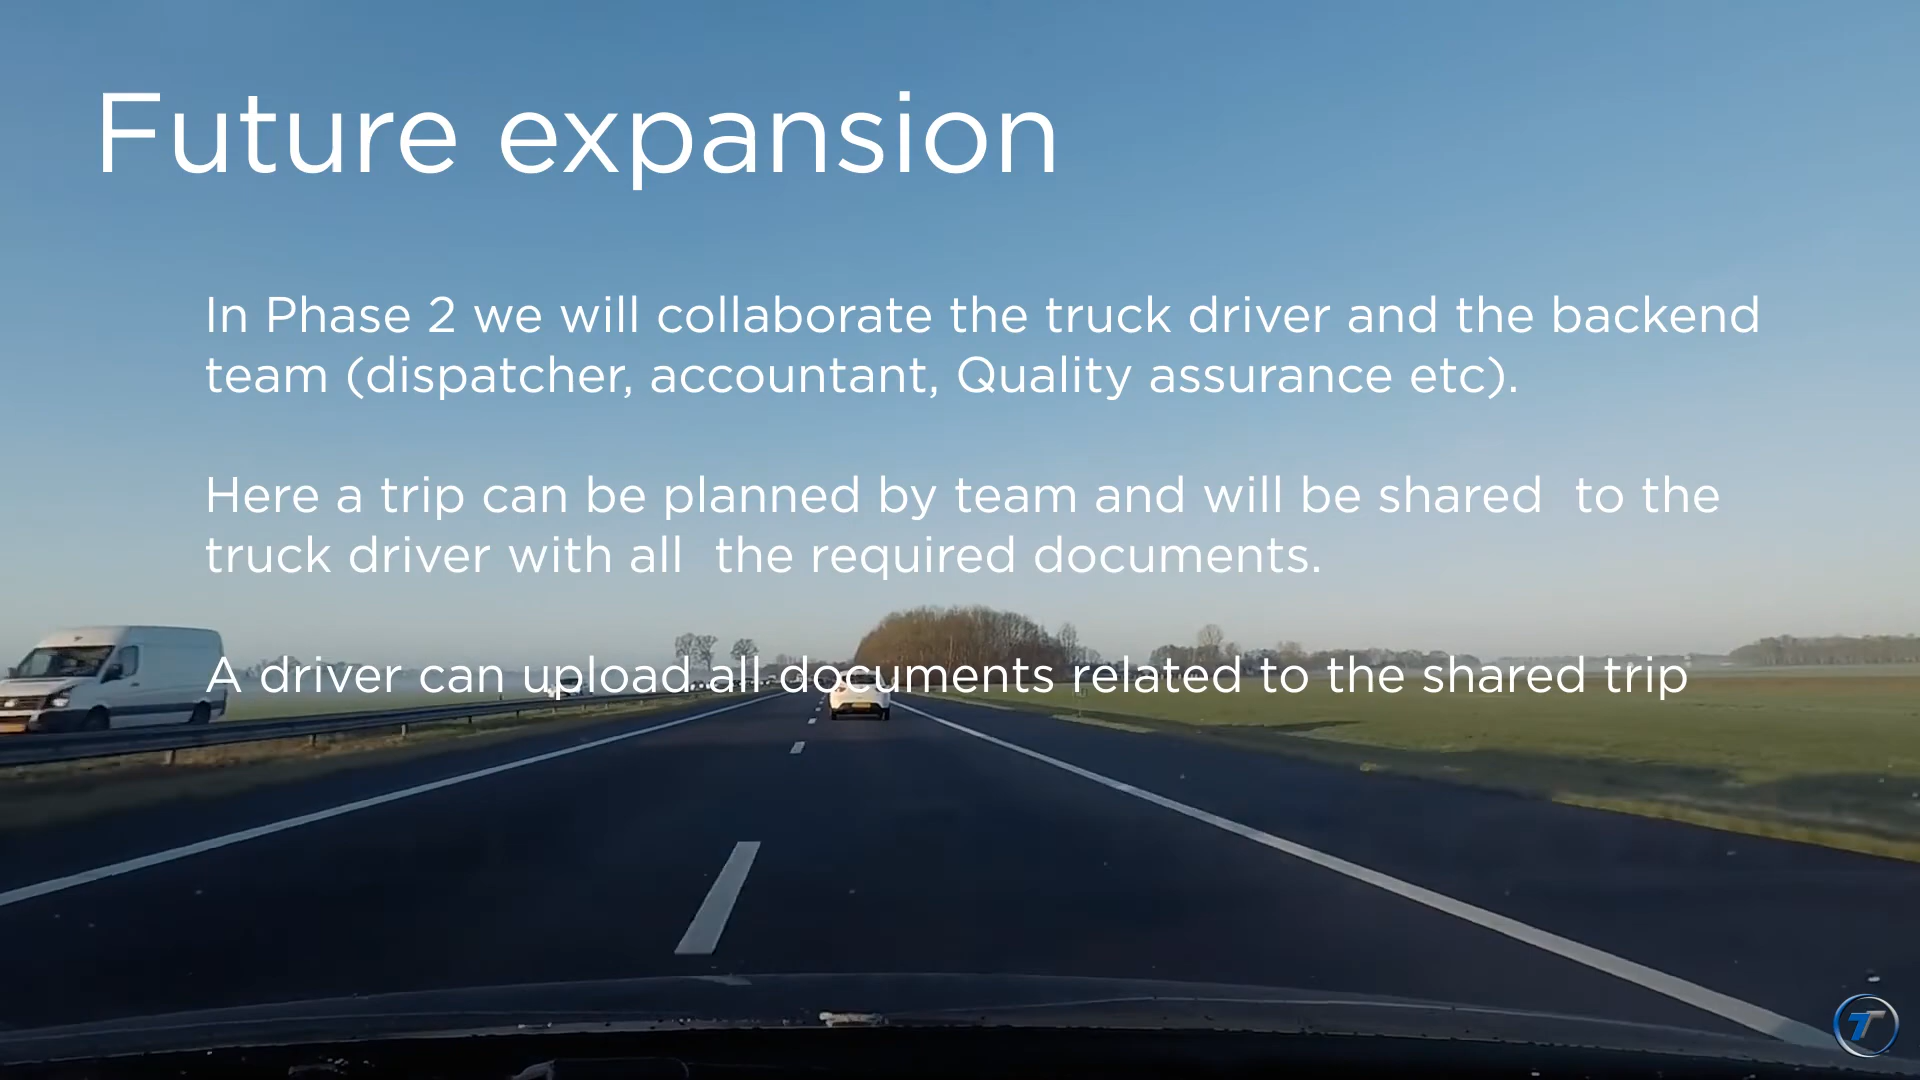 Future expansion
In Phase 2 we will collaborate the truck driver and the backend
team (dispatcher, accountant, Quality assurance etc).
Here a trip can be planned by team and will be shared  to the
truck driver with all  the required documents.
A driver can upload all documents related to the shared trip